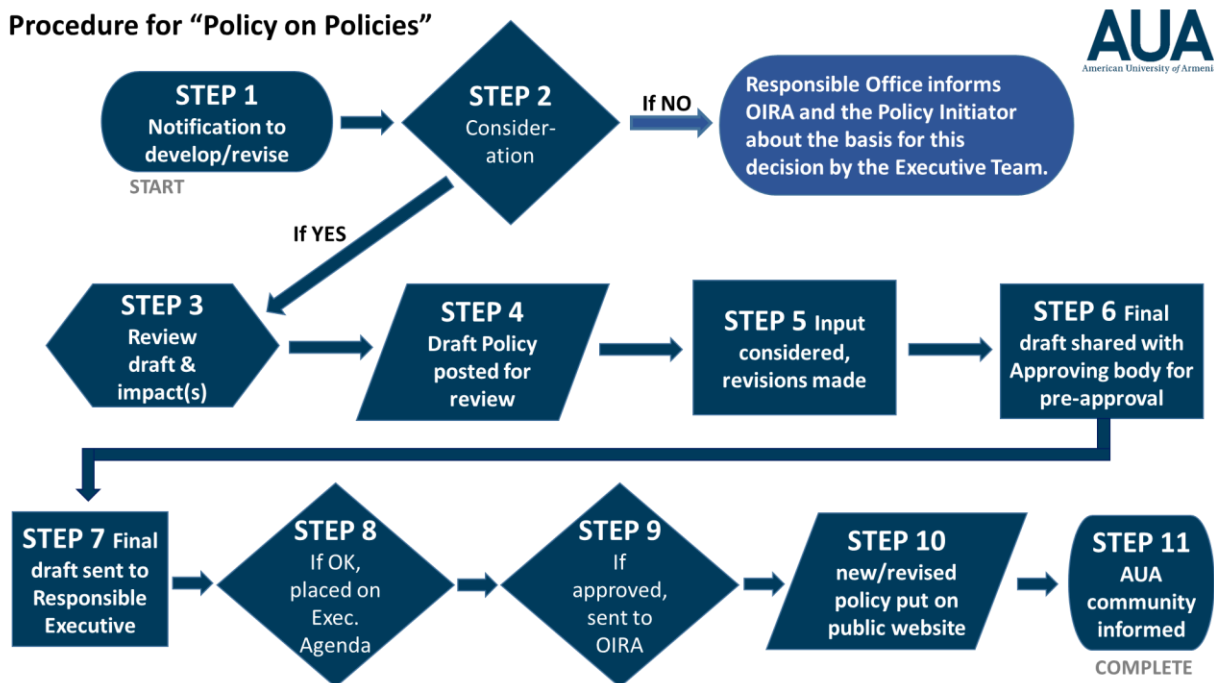 Procedure for “Policy on Policies”
AUA
American University of Armeni
STEP 1
Notification to
develop/revise
START
STEP 2
Consider-
ation
If NO
Responsible Office informs
OIRA and the Policy Initiator
about the basis for this
decision by the Executive Team.
If YES
STEP 3
Review
draft &
impact(s)
STEP 4
Draft Policy
posted for
review
STEP 5 Input
considered,
revisions made
STEP 6 Final
draft shared with
Approving body for
pre-approval
STEP 7 Final
draft sent to
Responsible
Executive
STEP 8
If OK,
placed on
Exec.
Agenda
STEP 9
If
approved,
sent to
OIRA
STEP 10
new/revised
policy put on
public website
STEP 11
AUA
community
informed
COMPLETE